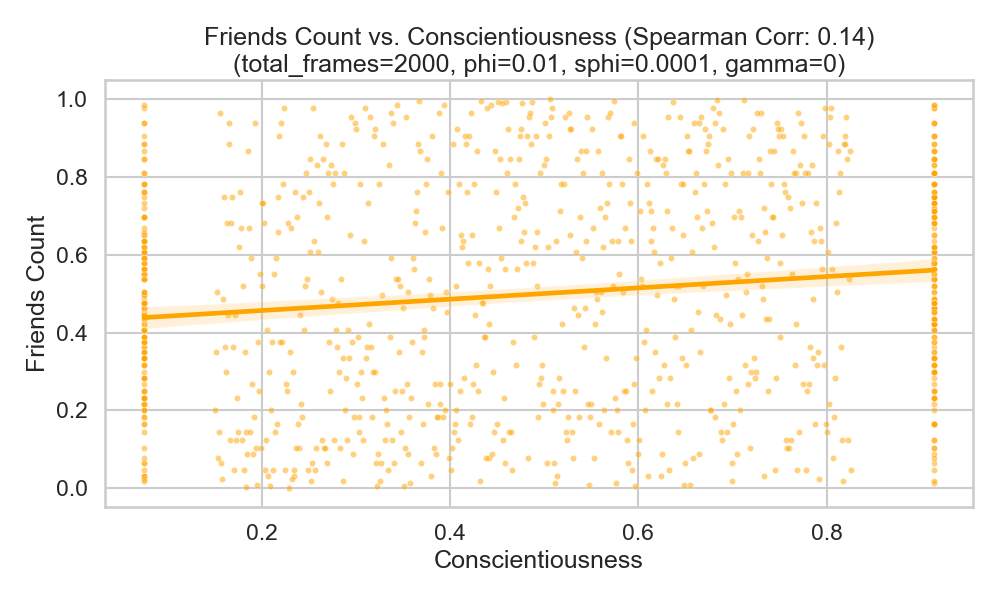 Friends Count vs. Conscientiousness (Spearman Corr: 0.14)
(total_frames=2000, phi=0.01, sphi=0.0001, gamma=0)
1.0
0.8
0.6
0.4
0.2
0.0
Friends Count
0.2
0.4
0.6
0.8
Conscientiousness